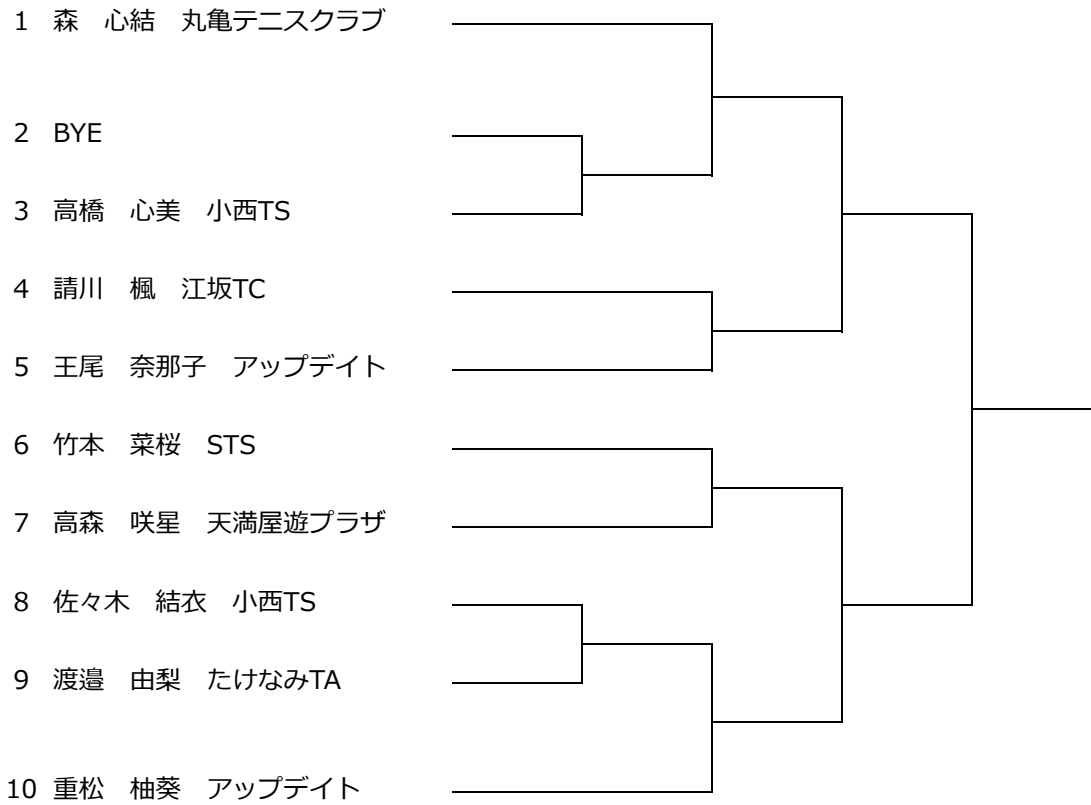 1 森　心結　丸亀テニスクラブ
2 BYE
3 高橋　心美　小西TS
4 請川　楓　江坂TC
5 王尾　奈那子　アップデイト
6 竹本　菜桜　STS
7 高森　咲星　天満屋遊プラザ
8 佐々木　結衣　小西TS
9 渡邉　由梨　たけなみTA
10 重松　柚葵　アップデイト